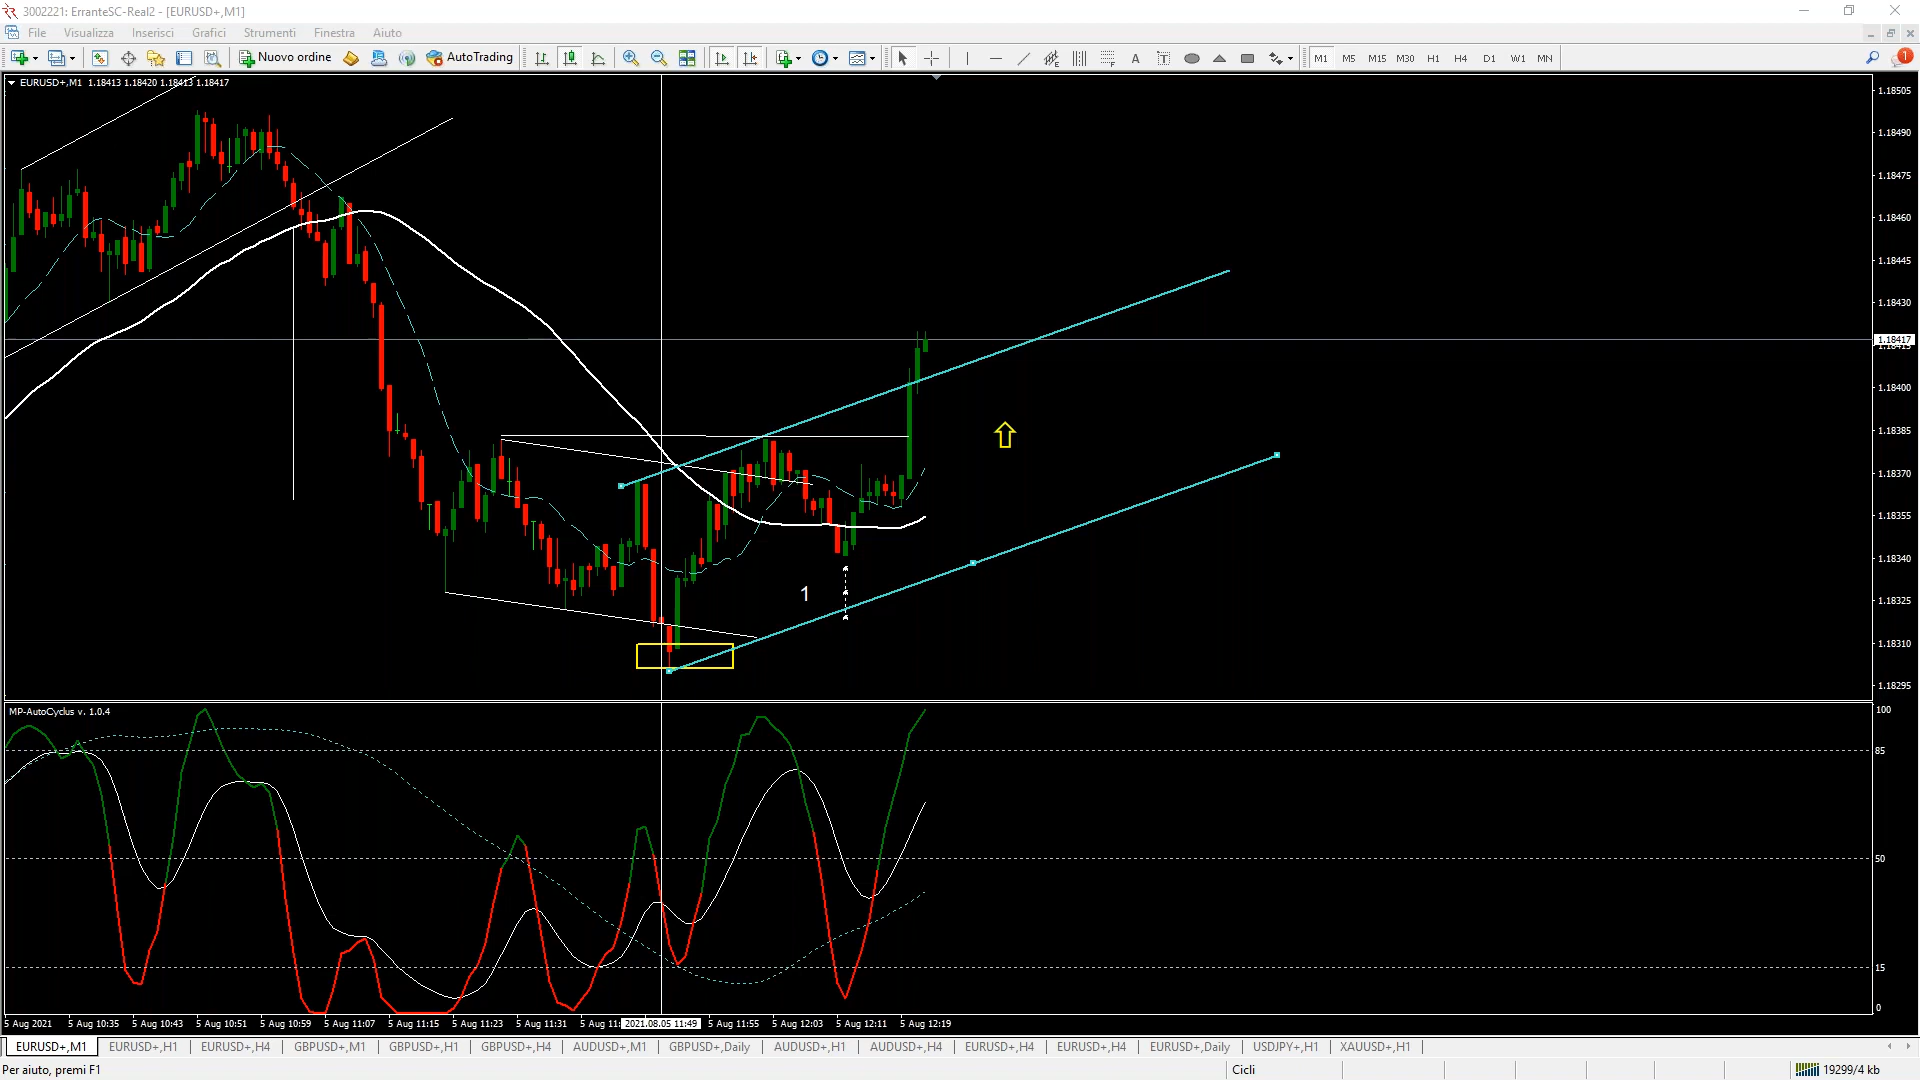 3002221: ErranteSC-Real2 - [EURUSD+,M1]
File Visualizza Inserisci Grafici Strumenti Finestra Aiuto
Nuovo ordine AutoTrading A T M1 M5 M15 M30 H1 H4 D1 W1 MN 1
EURUSD+,M1 1.18413 1.18420 1.18413 1.18417
1.18505
1.18490
1.18475
1.18460
1.18445
1.18430
1.18417
1.18415
1.18400
1.18385
1.18370
1.18355
1.18340
1
1.18325
1.18310
1.18295
MP-AutoCyclus v. 1.0.4
100
85
50
15
0
5 Aug 2021 5 Aug 10:35 5 Aug 10:43 5 Aug 10:51 5 Aug 10:59 5 Aug 11:07 5 Aug 11:15 5 Aug 11:23 5 Aug 11:31 5 Aug 11: 2021.08.05 11:49 5 Aug 11:55 5 Aug 12:03 5 Aug 12:11 5 Aug 12:19
EURUSD+,M1 EURUSD+,H1 EURUSD+,H4 GBPUSD+,M1 GBPUSD+,H1 GBPUSD+,H4 AUDUSD+,M1 GBPUSD+,Daily AUDUSD+,H1 AUDUSD+,H4 EURUSD+,H4 EURUSD+,H4 EURUSD+,Daily USDJPY+,H1 XAUUSD+,H1
Per aiuto, premi F1 Cicli 19299/4 kb